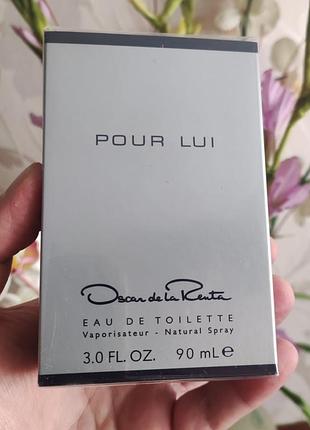 POUR LUI
Oscar de la Renta
EAU DE TOILETTE
Vaporisateur - Natural Spray
3.0 FL. OZ. 90 mL e